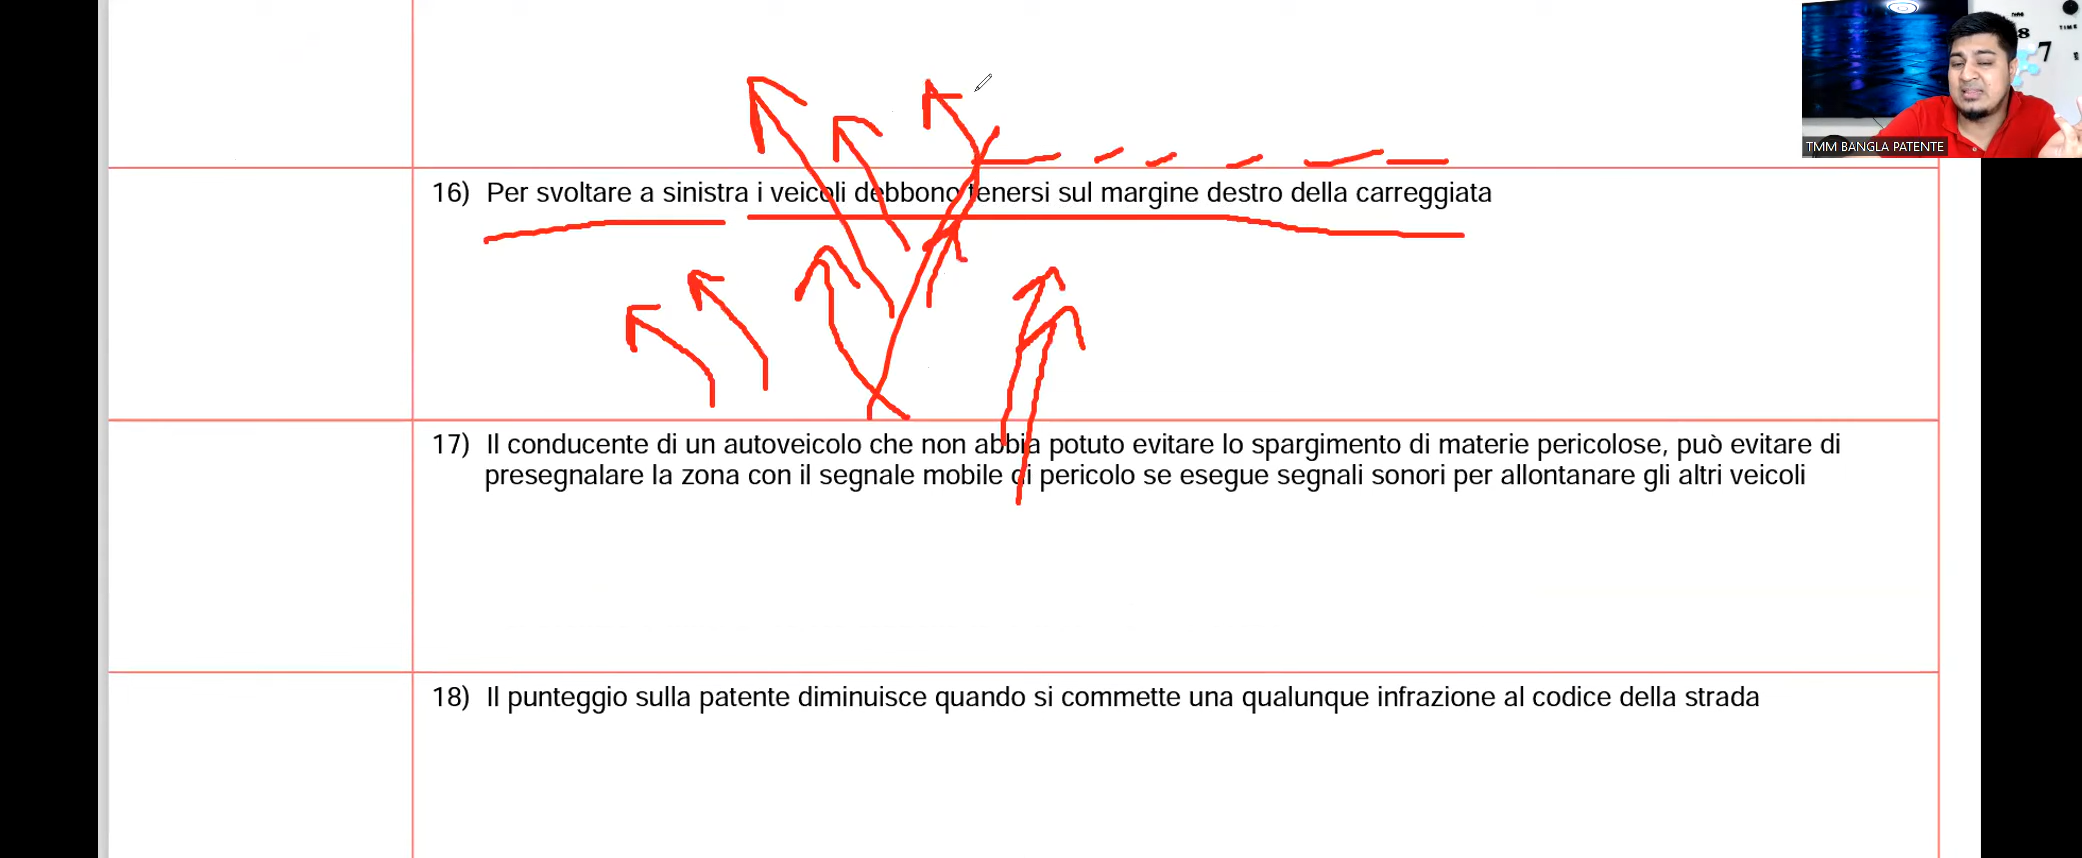 8
TIME
7
TMM BANGLA PATENTE
16) Per svoltare a sinistra i veicoli debbono tenersi sul margine destro della carreggiata
17) Il conducente di un autoveicolo che non abbia potuto evitare lo spargimento di materie pericolose, può evitare di
presegnalare la zona con il segnale mobile di pericolo se esegue segnali sonori per allontanare gli altri veicoli
18) Il punteggio sulla patente diminuisce quando si commette una qualunque infrazione al codice della strada